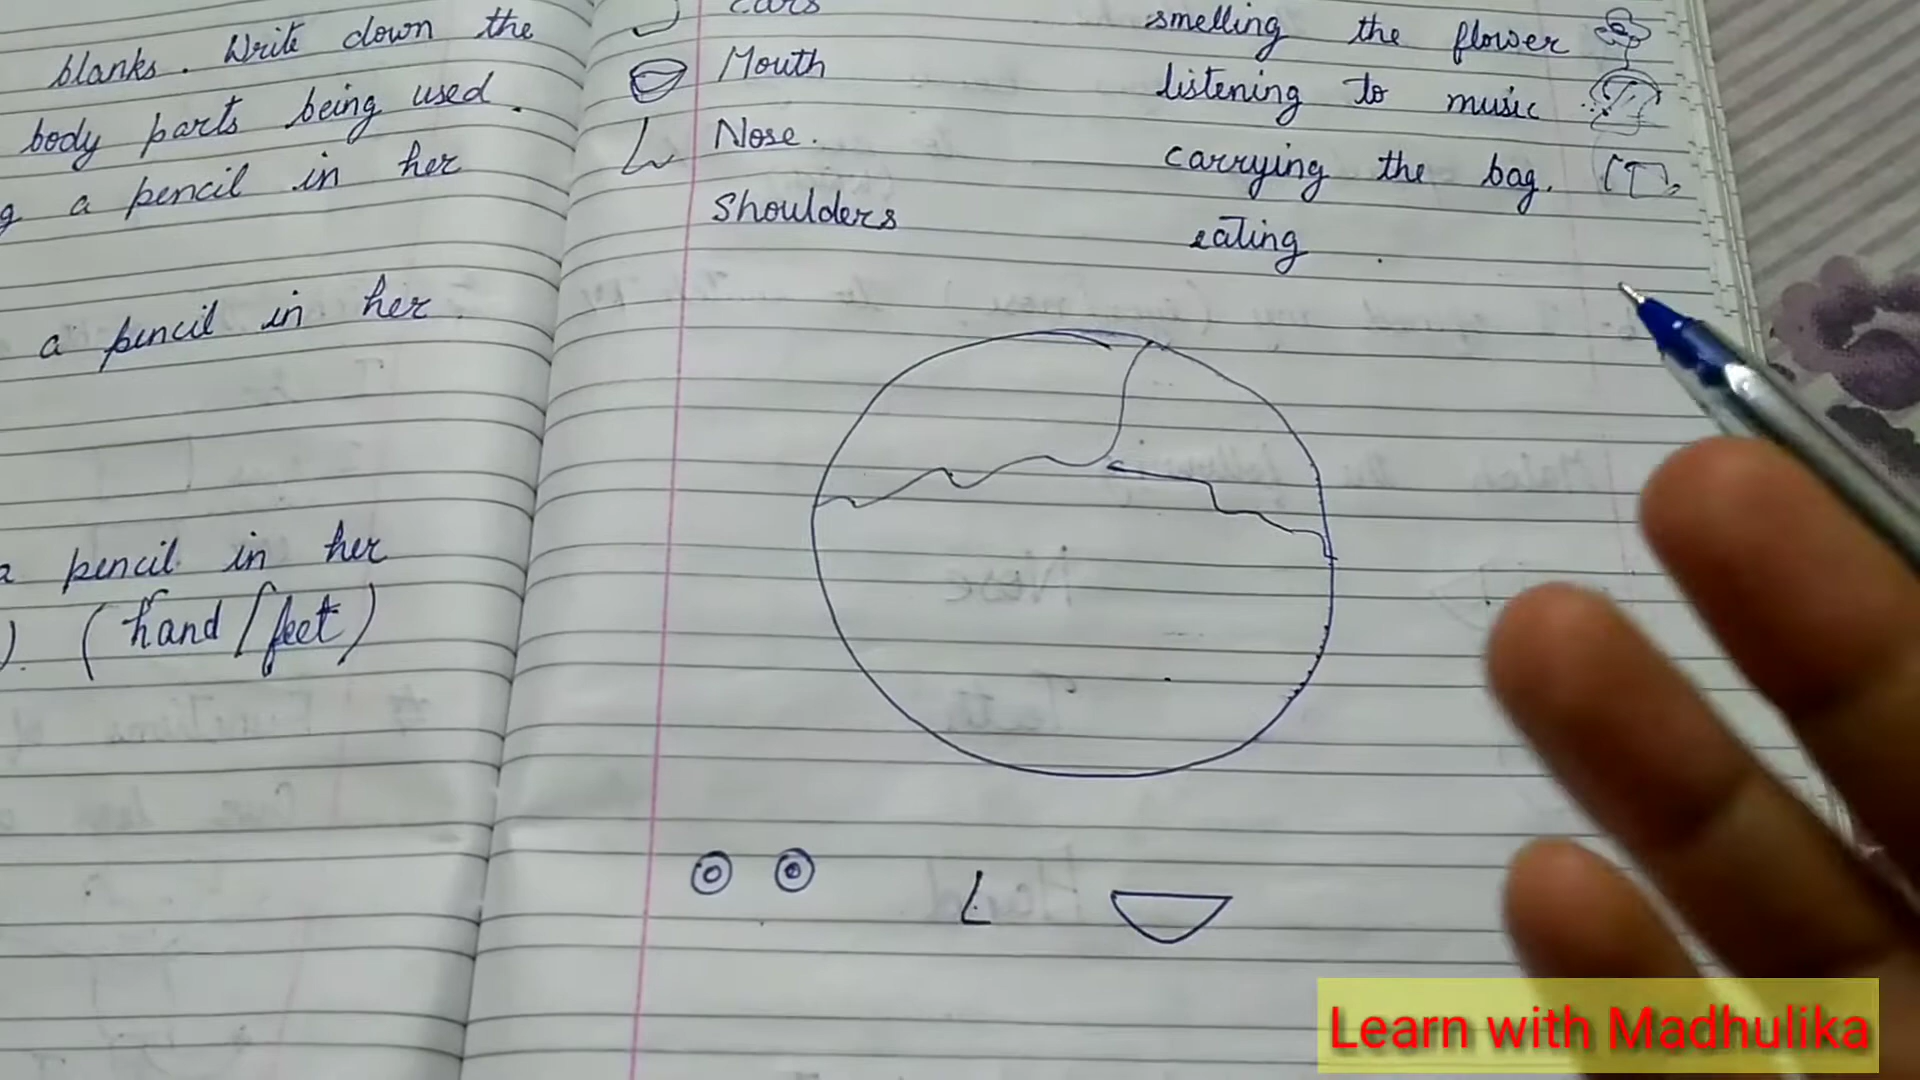 blanks. Write down the
body parts being used.
a pencil in her
a pencil in her.
a pencil in her
). (hand/feet)
ears
Mouth
Nose.
Shoulders
smelling the flower
listening to music
carrying the bag.
eating
Learn with Madhulika